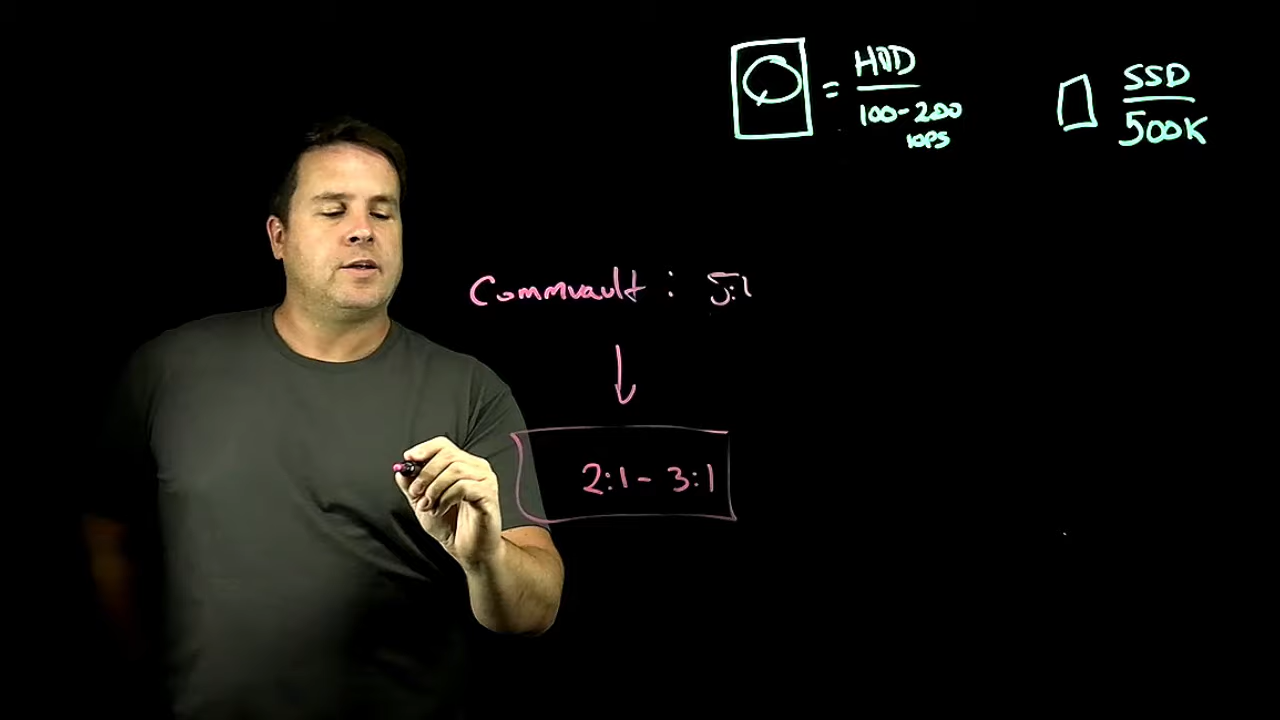 = HDD
100-200
IOPS
SSD
500K
Commvault : 5:1
2:1 - 3:1